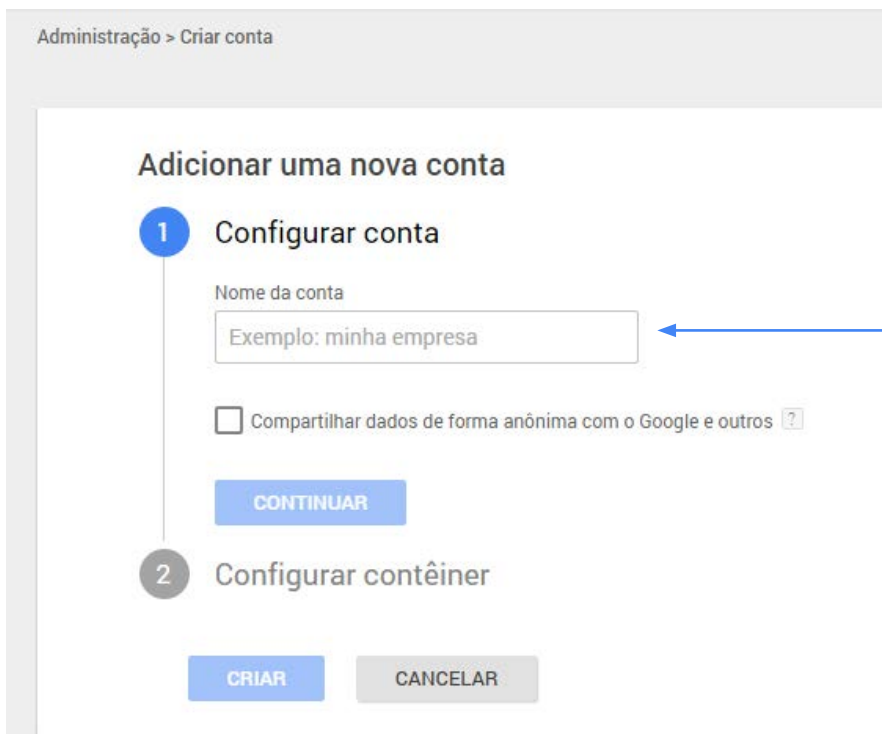 Administração > Criar conta
Adicionar uma nova conta
1 Configurar conta
Nome da conta
Exemplo: minha empresa
Compartilhar dados de forma anônima com o Google e outros ?
CONTINUAR
2 Configurar contêiner
CRIAR CANCELAR